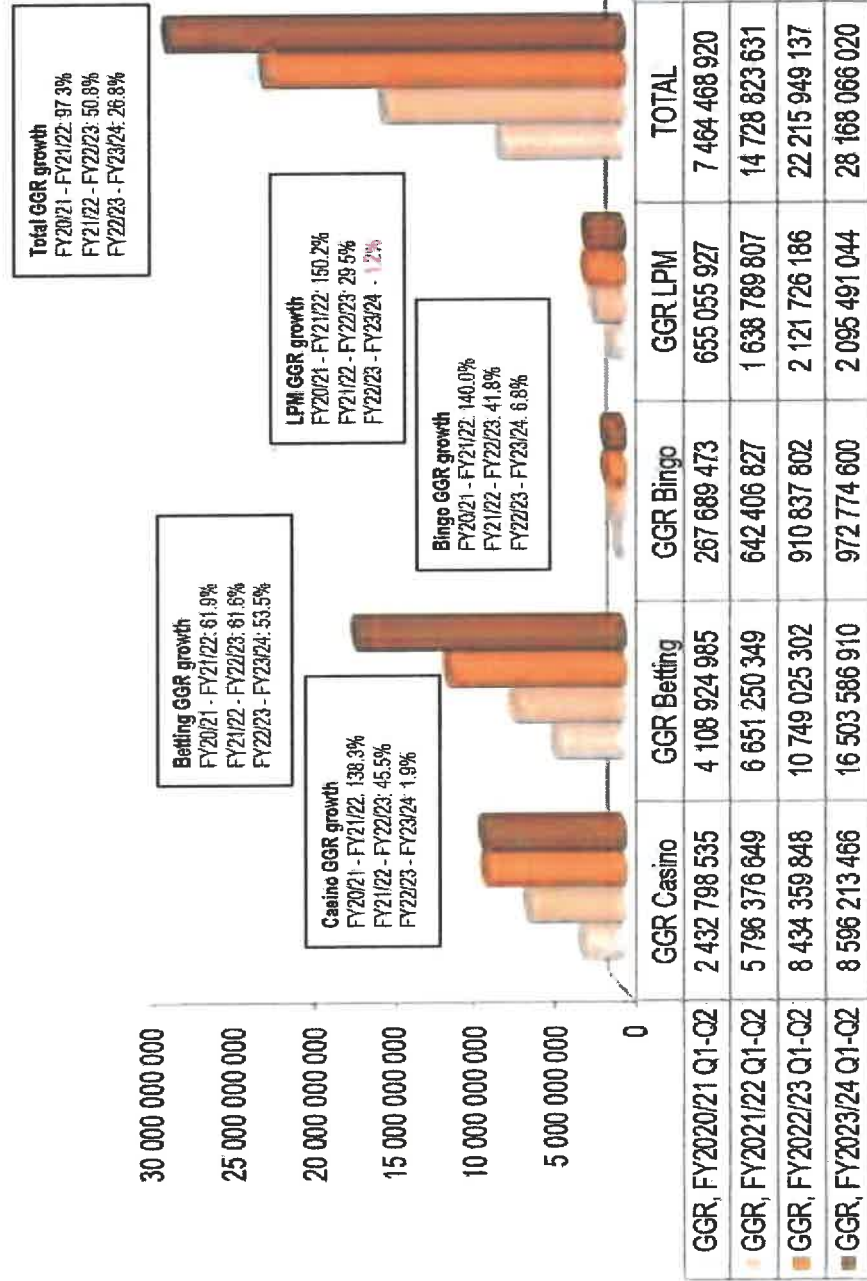 Total GGR growth
FY20/21 - FY21/22: 97 3%
FY21/22 - FY22/23: 50.8%
FY22/23 - FY23/24: 26.8%
LPM GGR growth
FY20/21 - FY21/22: 150.2%
FY21/22 - FY22/23: 29 5%
FY22/23 - FY23/24 - 1.2%
Betting GGR growth
FY20/21 - FY21/22: 61.9%
FY21/22 - FY22/23: 61.6%
FY22/23 - FY23/24: 53.5%
Bingo GGR growth
FY20/21 - FY21/22: 140.0%
FY21/22 - FY22/23: 41.8%
FY22/23 - FY23/24: 6.8%
Casino GGR growth
FY20/21 - FY21/22. 138.3%
FY21/22 - FY22/23: 45.5%
FY22/23 - FY23/24 1.9%
30 000 000 000
25 000 000 000
20 000 000 000
15 000 000 000
10 000 000 000
5 000 000 000
0
GGR Casino GGR Betting GGR Bingo GGR LPM TOTAL
GGR, FY2020/21 Q1-Q2 2 432 798 535 4 108 924 985 267 689 473 655 055 927 7 464 468 920
GGR, FY2021/22 Q1-Q2 5 796 376 649 6 651 250 349 642 406 827 1 638 789 807 14 728 823 631
GGR, FY2022/23 Q1-Q2 8 434 359 848 10 749 025 302 910 837 802 2 121 726 186 22 215 949 137
GGR, FY2023/24 Q1-Q2 8 596 213 466 16 503 586 910 972 774 600 2 095 491 044 28 168 066 020